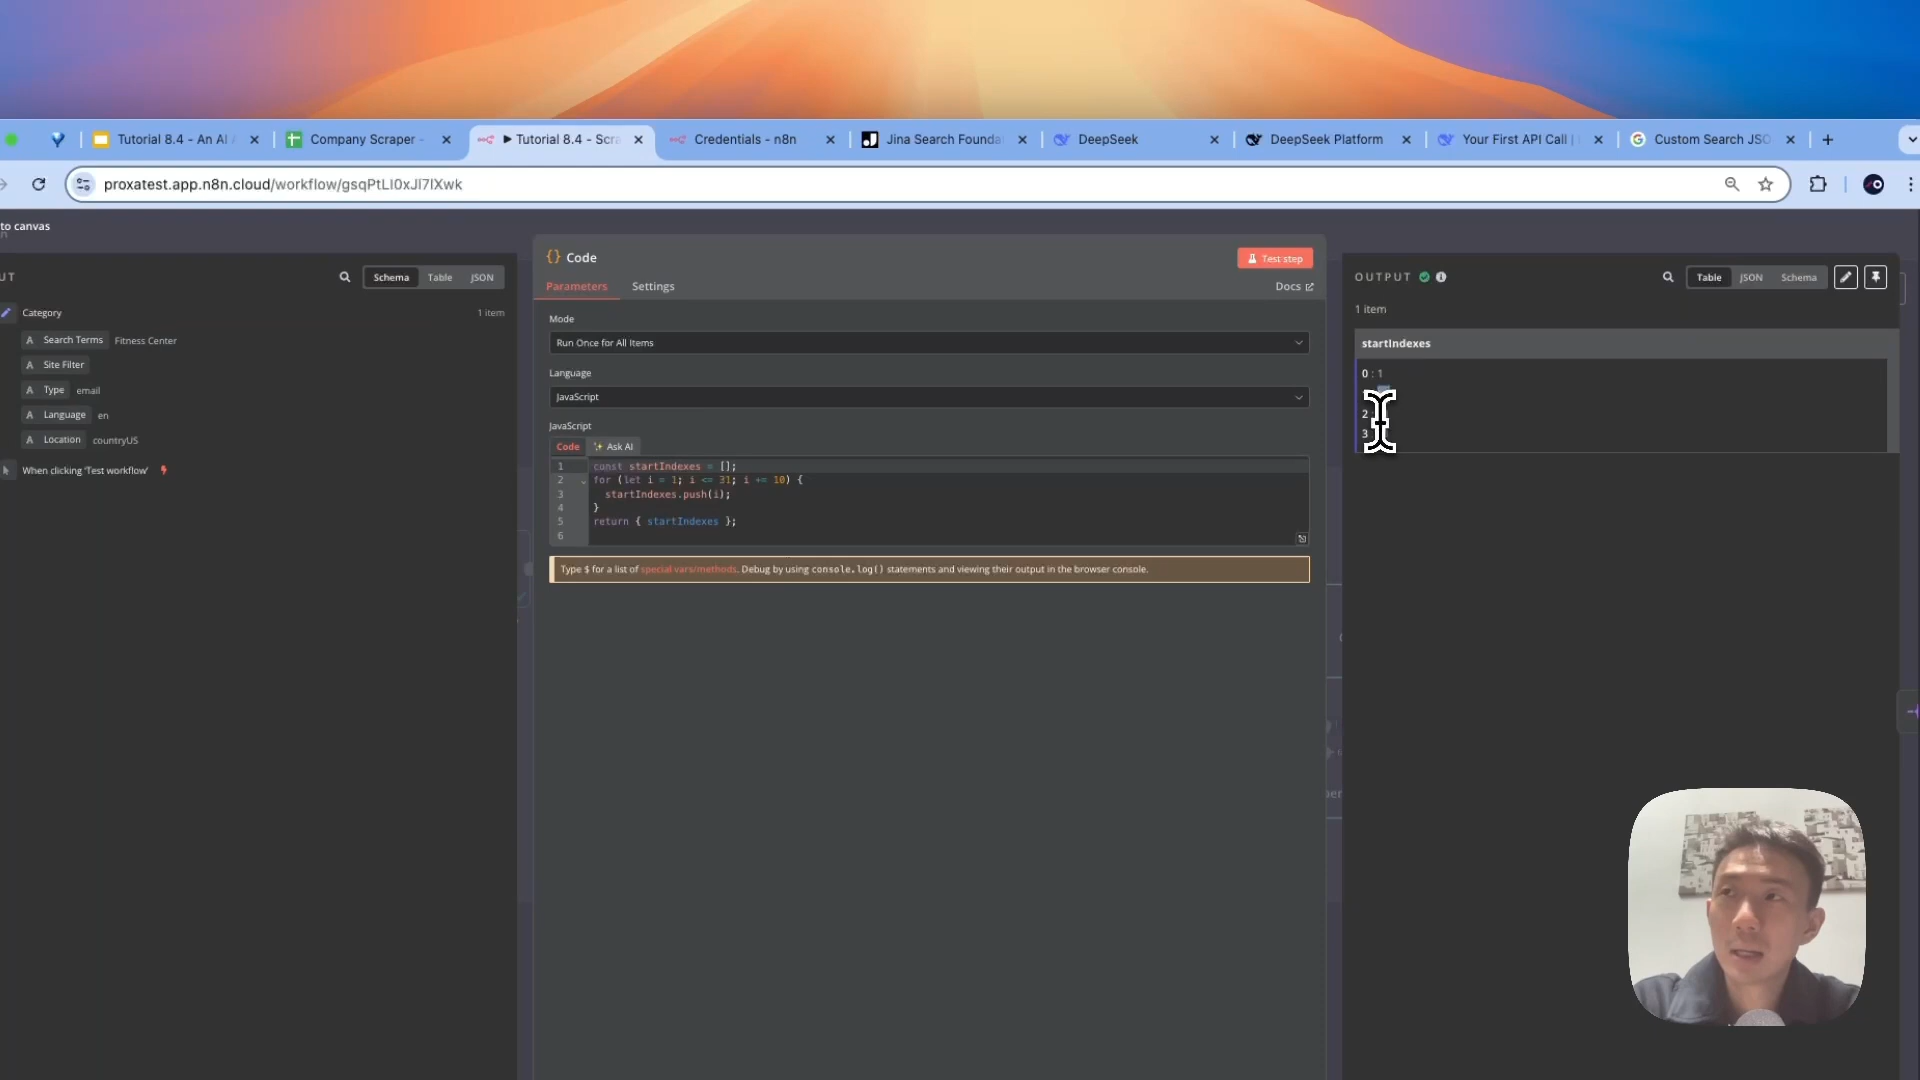 Tutorial 8.4 - An AI
Company Scraper -
Tutorial 8.4 - Scra
Credentials - n8n
Jina Search Founda
DeepSeek
DeepSeek Platform
Your First API Call |
Custom Search JSO
proxatest.app.n8n.cloud/workflow/gsqPtLI0xJl7lXwk
to canvas
UT
Schema
Table
JSON
Category
1 item
A Search Terms Fitness Center
A Site Filter
A Type email
A Language en
A Location countryUS
When clicking 'Test workflow'
{} Code
Test step
Parameters
Settings
Docs
Mode
Run Once for All Items
Language
JavaScript
JavaScript
Code
Ask AI
1 const startIndexes = [];
2 for (let i = 1; i <= 31; i += 10) {
3 startIndexes.push(i);
4 }
5 return { startIndexes };
6
Type $ for a list of special vars/methods. Debug by using console.log() statements and viewing their output in the browser console.
OUTPUT
Table
JSON
Schema
1 item
startIndexes
0 : 1
2
3